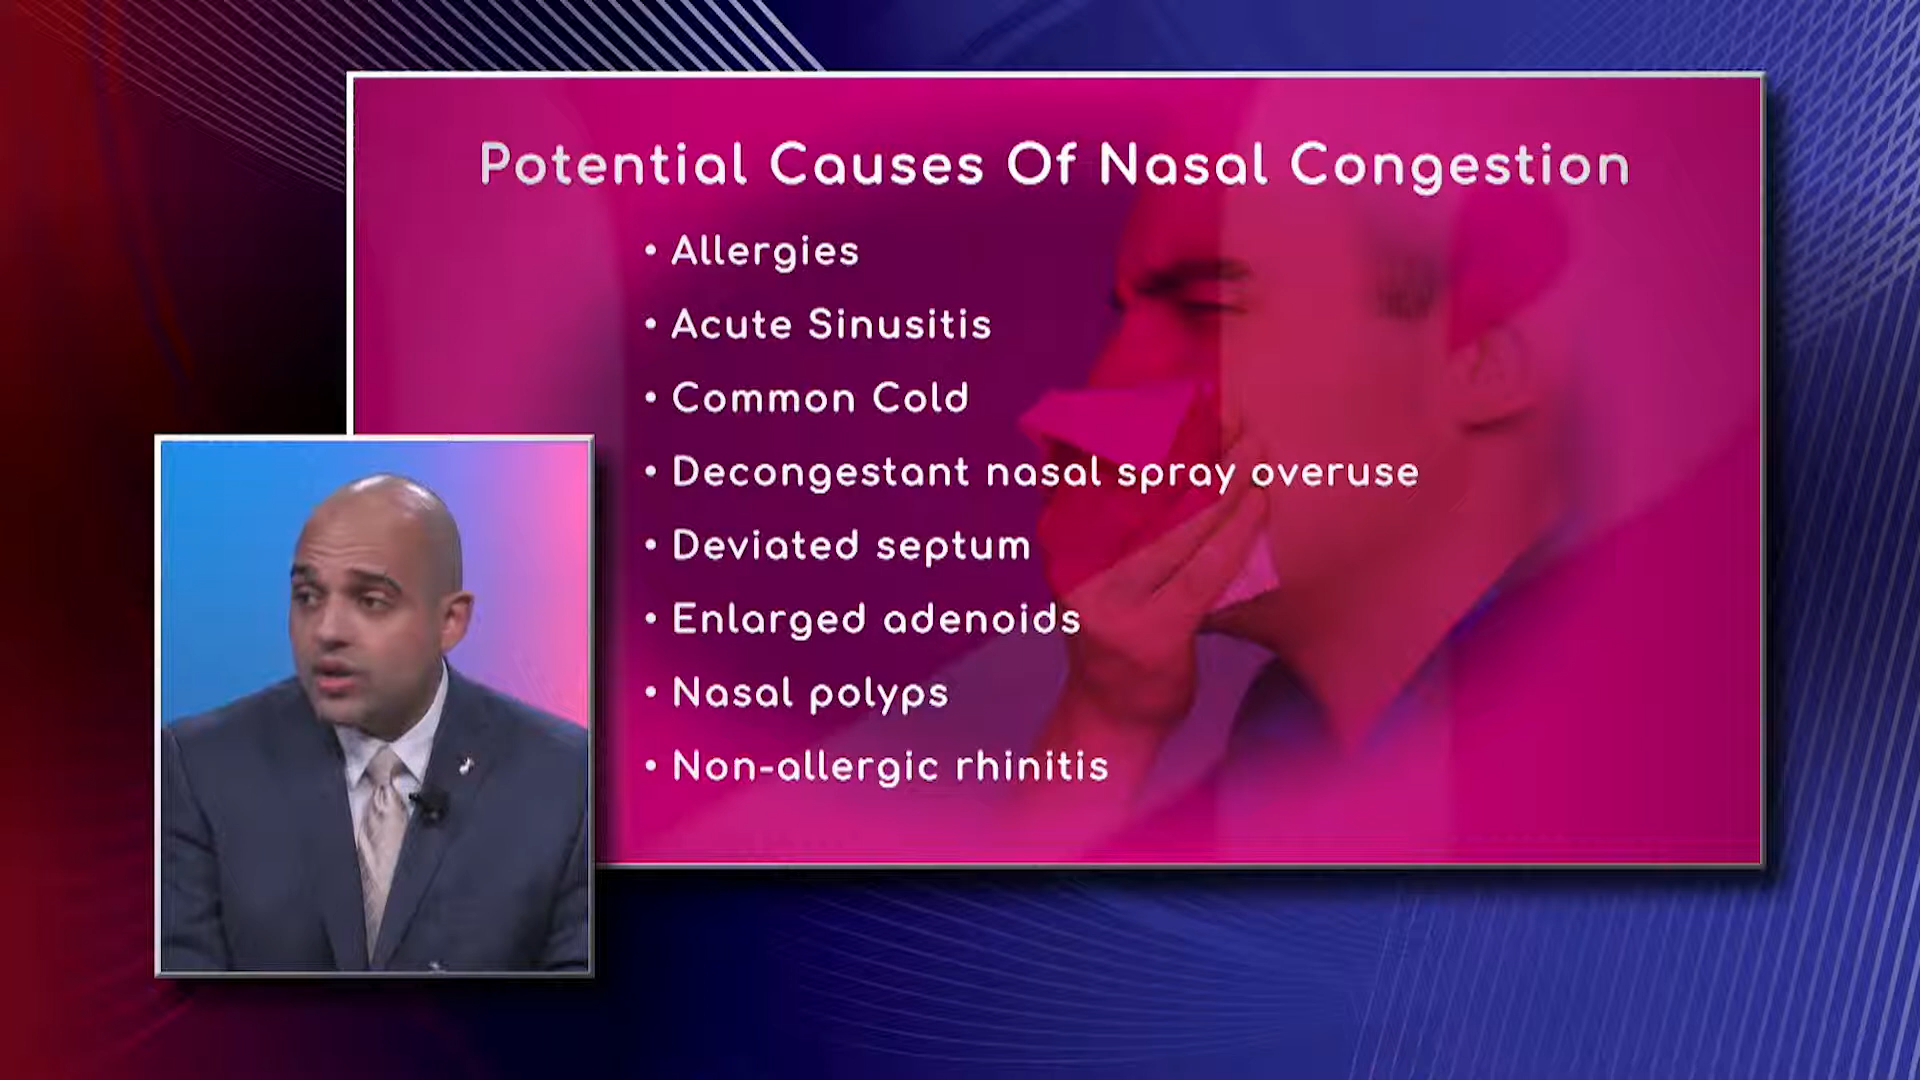 Potential Causes Of Nasal Congestion
• Allergies
• Acute Sinusitis
• Common Cold
• Decongestant nasal spray overuse
• Deviated septum
• Enlarged adenoids
• Nasal polyps
• Non-allergic rhinitis